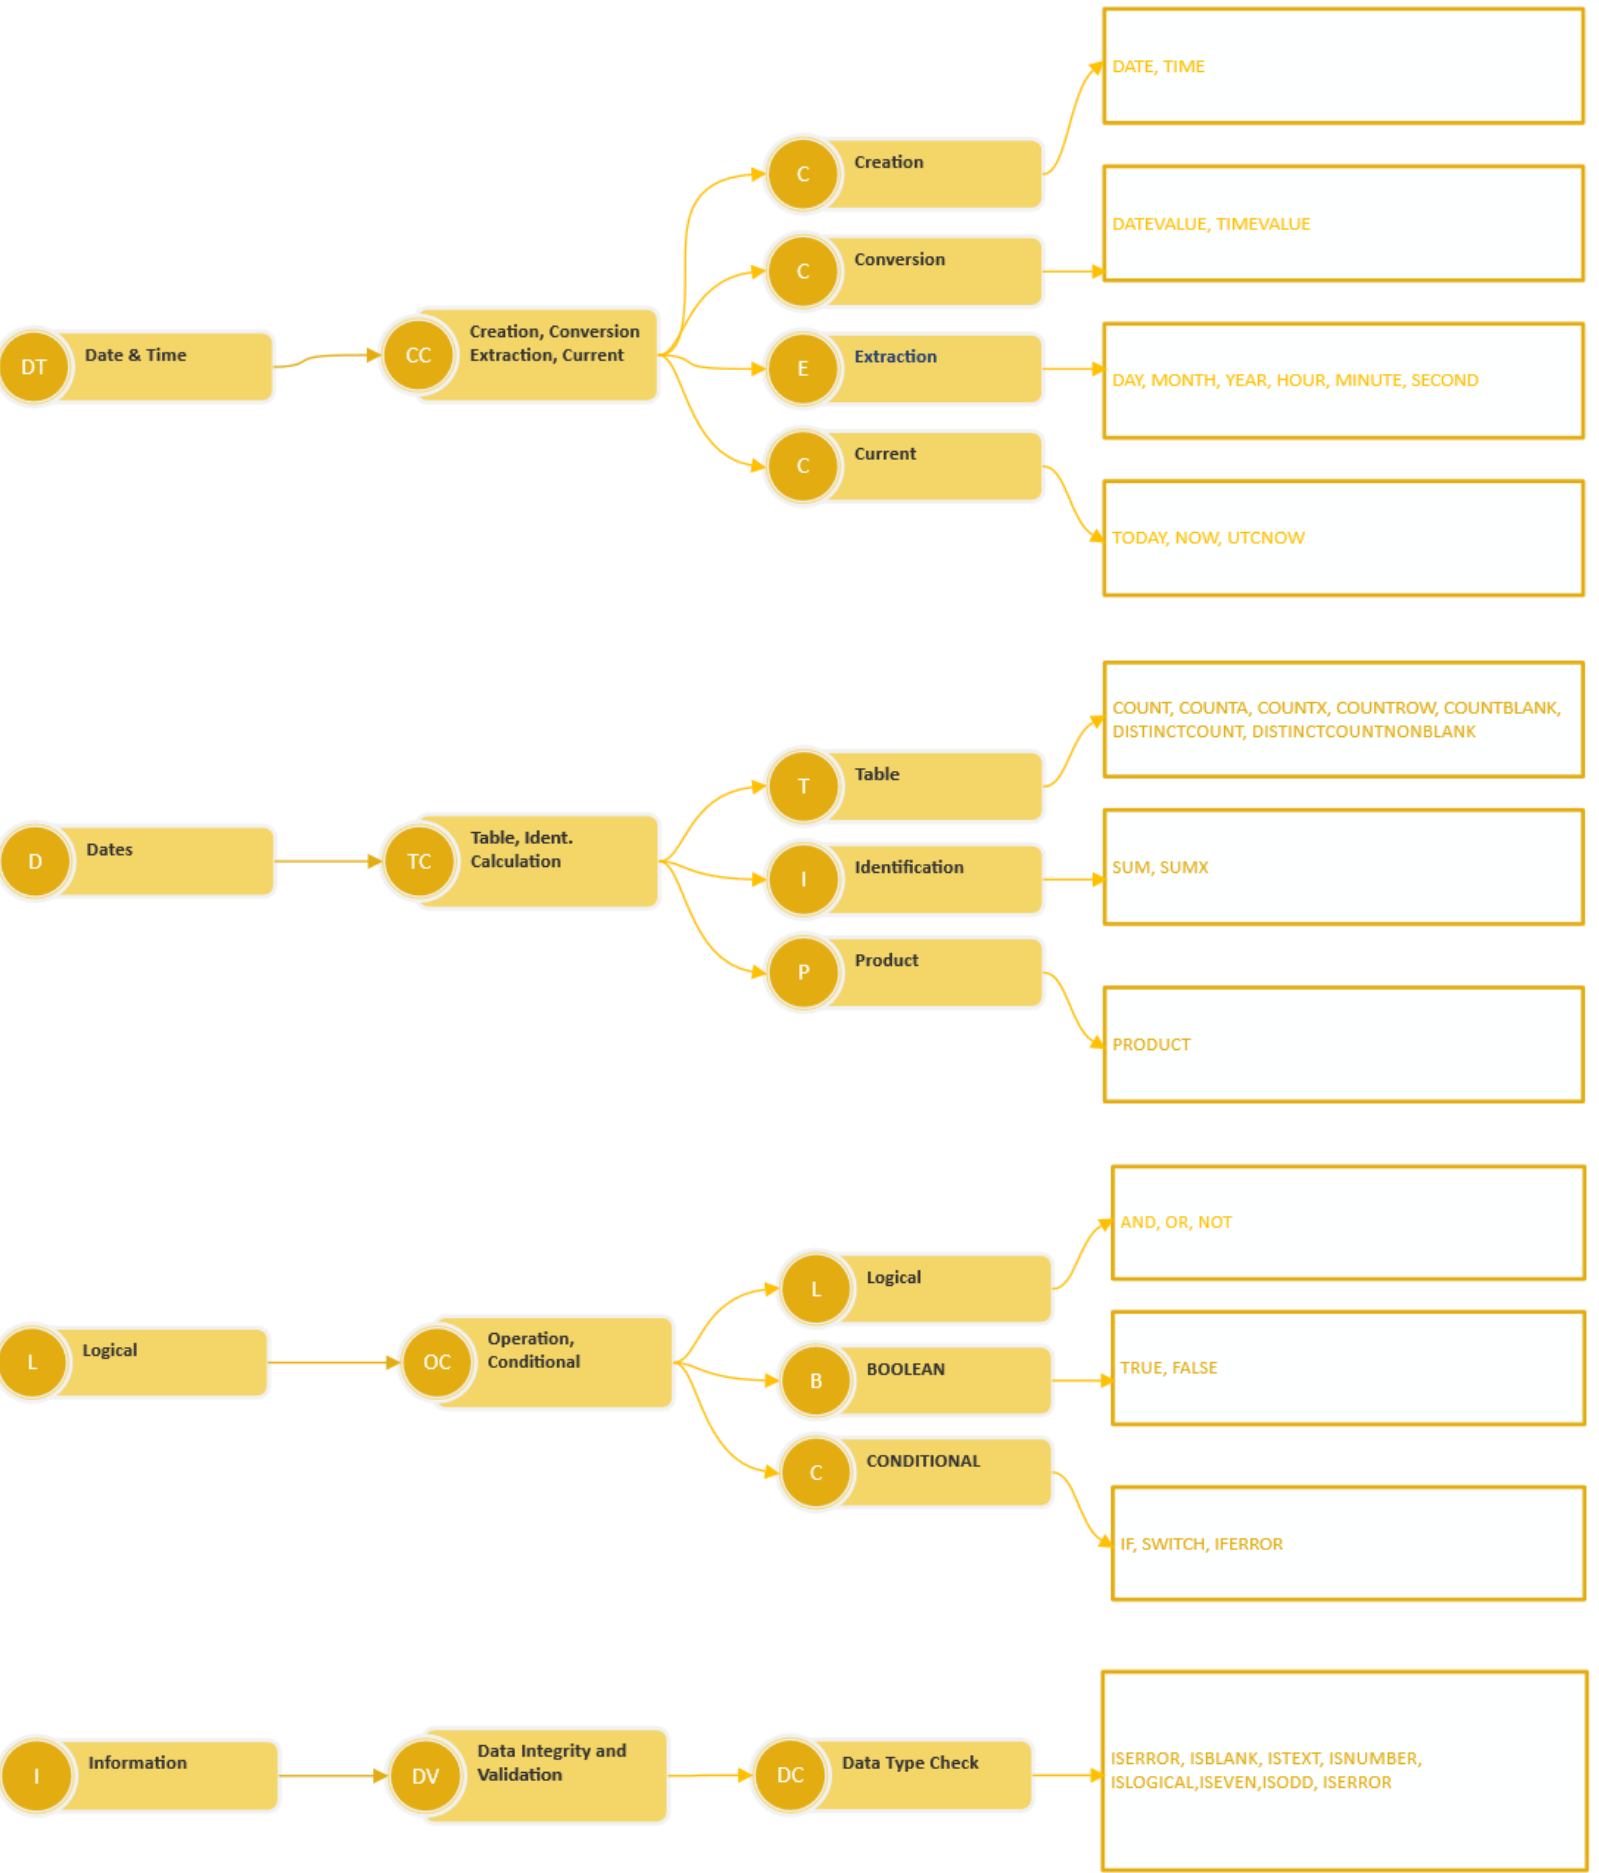 DT
Date & Time
CC
Creation, Conversion
Extraction, Current
C
Creation
DATE, TIME
C
Conversion
DATEVALUE, TIMEVALUE
E
Extraction
DAY, MONTH, YEAR, HOUR, MINUTE, SECOND
C
Current
TODAY, NOW, UTCNOW
D
Dates
TC
Table, Ident.
Calculation
T
Table
COUNT, COUNTA, COUNTX, COUNTROW, COUNTBLANK,
DISTINCTCOUNT, DISTINCTCOUNTNONBLANK
I
Identification
SUM, SUMX
P
Product
PRODUCT
L
Logical
OC
Operation,
Conditional
L
Logical
AND, OR, NOT
B
BOOLEAN
TRUE, FALSE
C
CONDITIONAL
IF, SWITCH, IFERROR
I
Information
DV
Data Integrity and
Validation
DC
Data Type Check
ISERROR, ISBLANK, ISTEXT, ISNUMBER,
ISLOGICAL,ISEVEN,ISODD, ISERROR